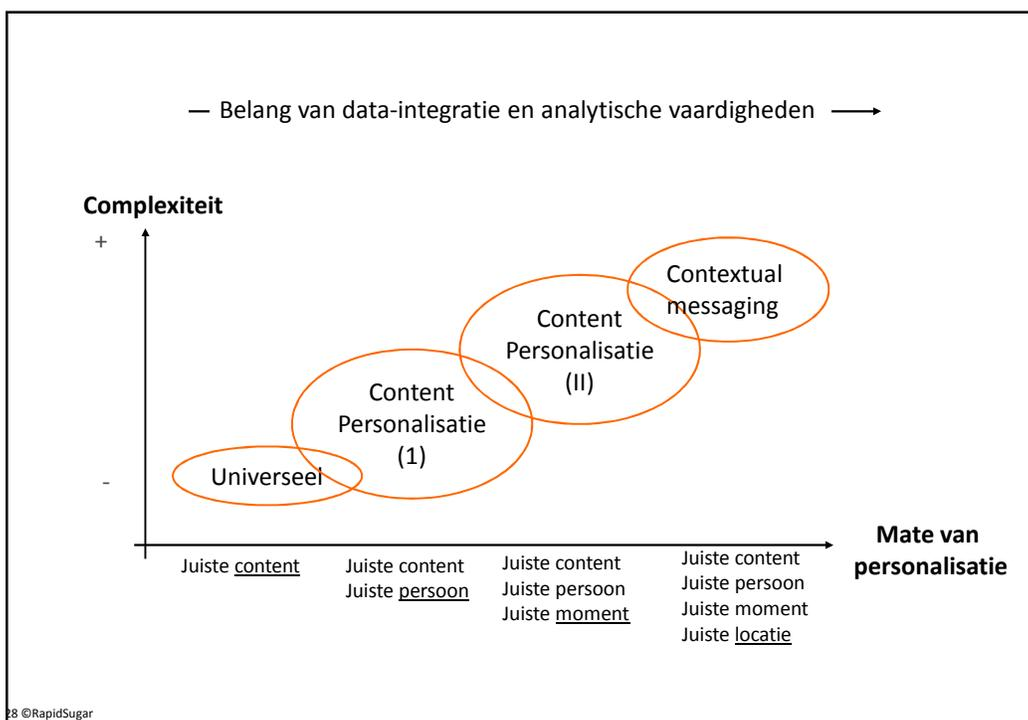 Belang van data-integratie en analytische vaardigheden
Complexiteit
+
Contextual
messaging
Content
Personalisatie
(II)
Content
Personalisatie
(1)
Universeel
-
Mate van
personalisatie
Juiste content
Juiste content
Juiste persoon
Juiste content
Juiste persoon
Juiste moment
Juiste content
Juiste persoon
Juiste moment
Juiste locatie
28 ©RapidSugar